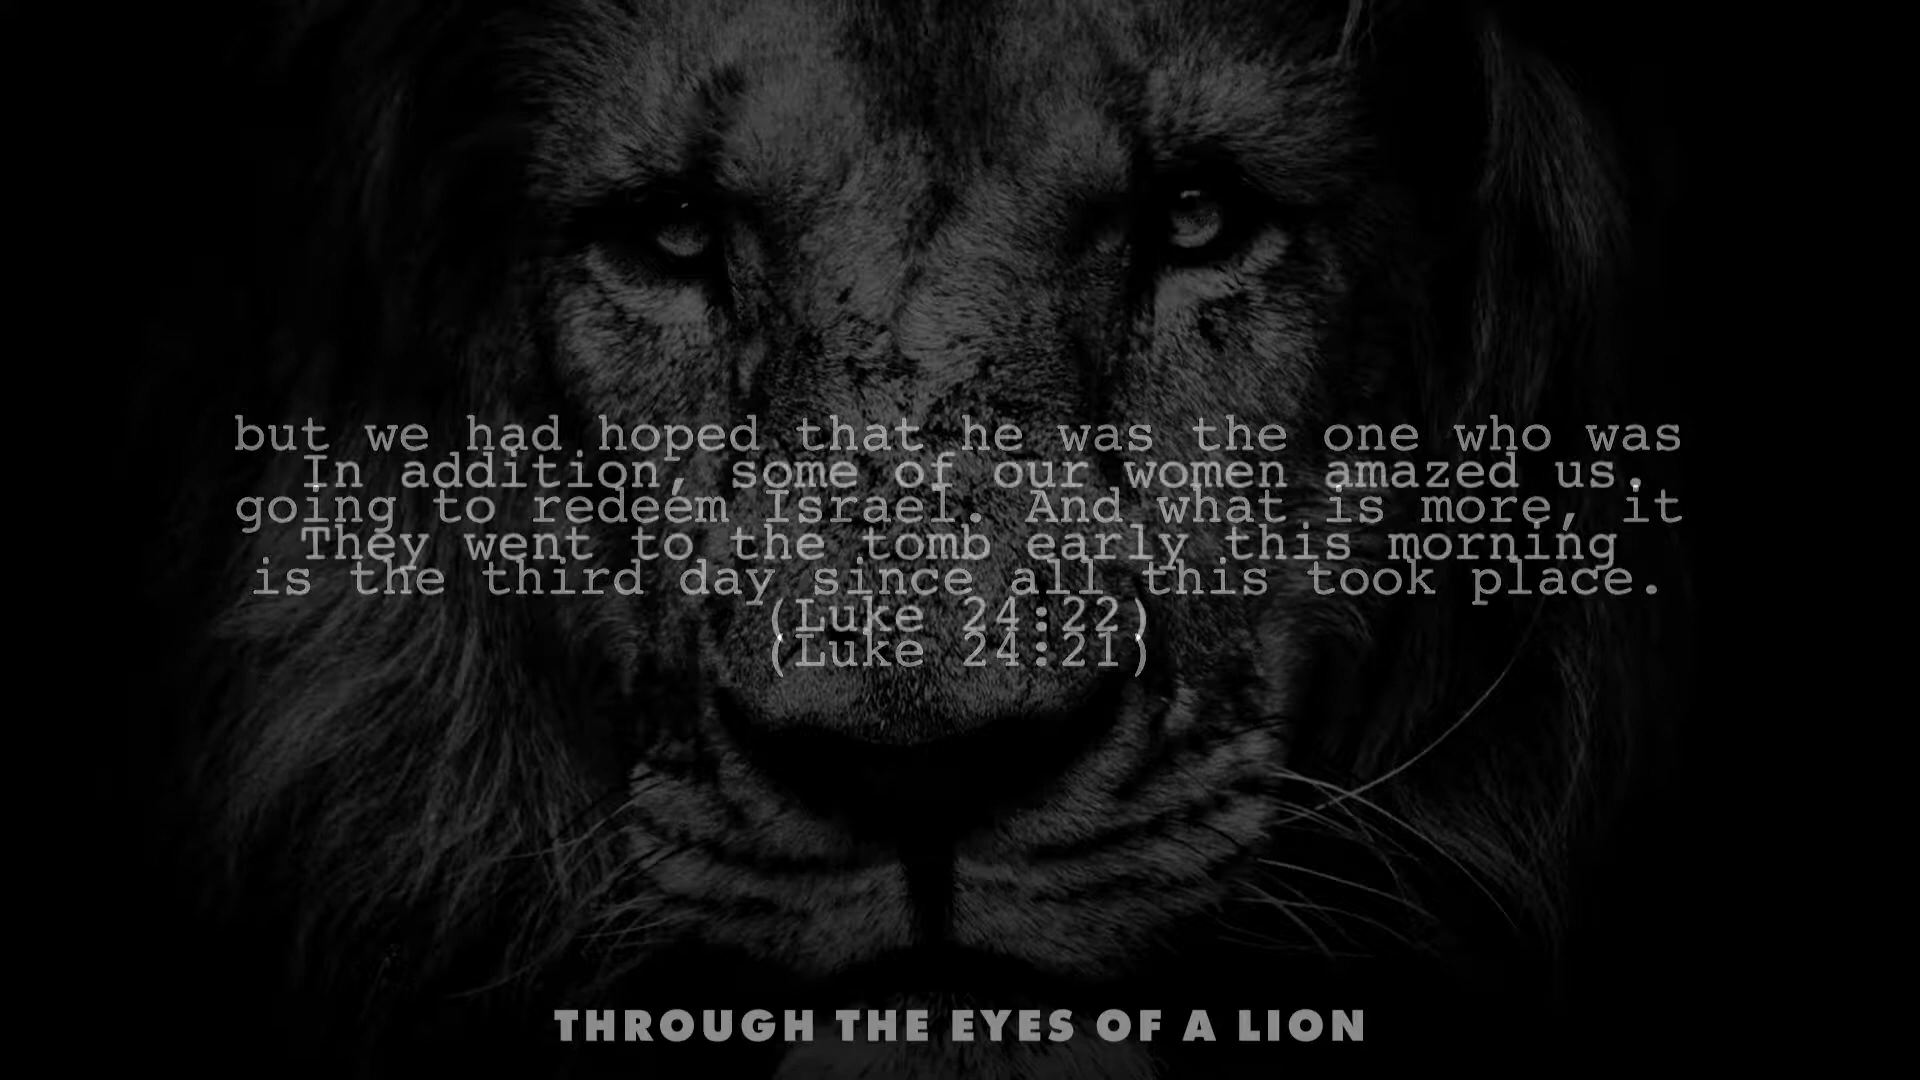 but we had hoped that he was the one who was
In addition, some of our women amazed us.
going to redeem Israel. And what is more, it
They went to the tomb early this morning
is the third day since all this took place.
(Luke 24:22)
(Luke 24:21)
THROUGH THE EYES OF A LION